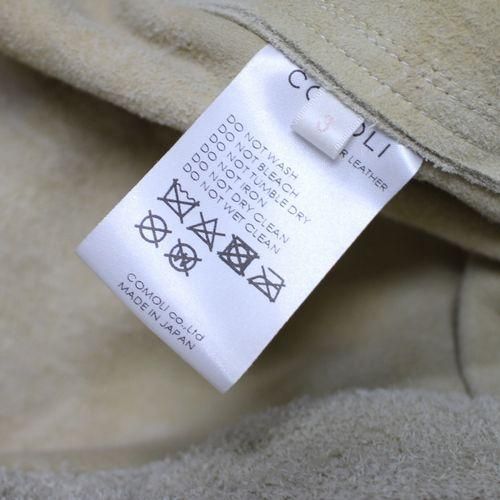 COMOLI
3
LEATHER
DO NOT WASH
DO NOT BLEACH
DO NOT TUMBLE DRY
DO NOT IRON
DO NOT DRY CLEAN
DO NOT WET CLEAN
COMOLI co.,Ltd
MADE IN JAPAN